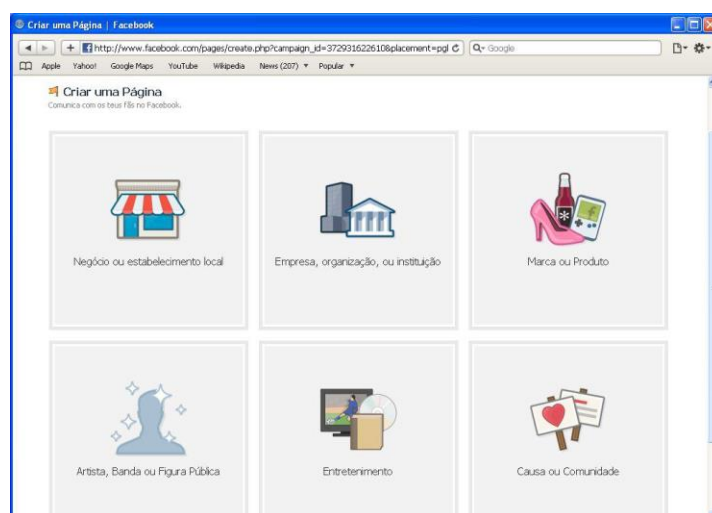 Criar uma Página | Facebook
http://www.facebook.com/pages/create.php?campaign_id=372931622610&placement=pgl
Google
Apple Yahoo! Google Maps YouTube Wikipedia News (207) Popular
Criar uma Página
Comunica com os teus fãs no Facebook.
Negócio ou estabelecimento local
Empresa, organização, ou instituição
Marca ou Produto
Artista, Banda ou Figura Pública
Entretenimento
Causa ou Comunidade